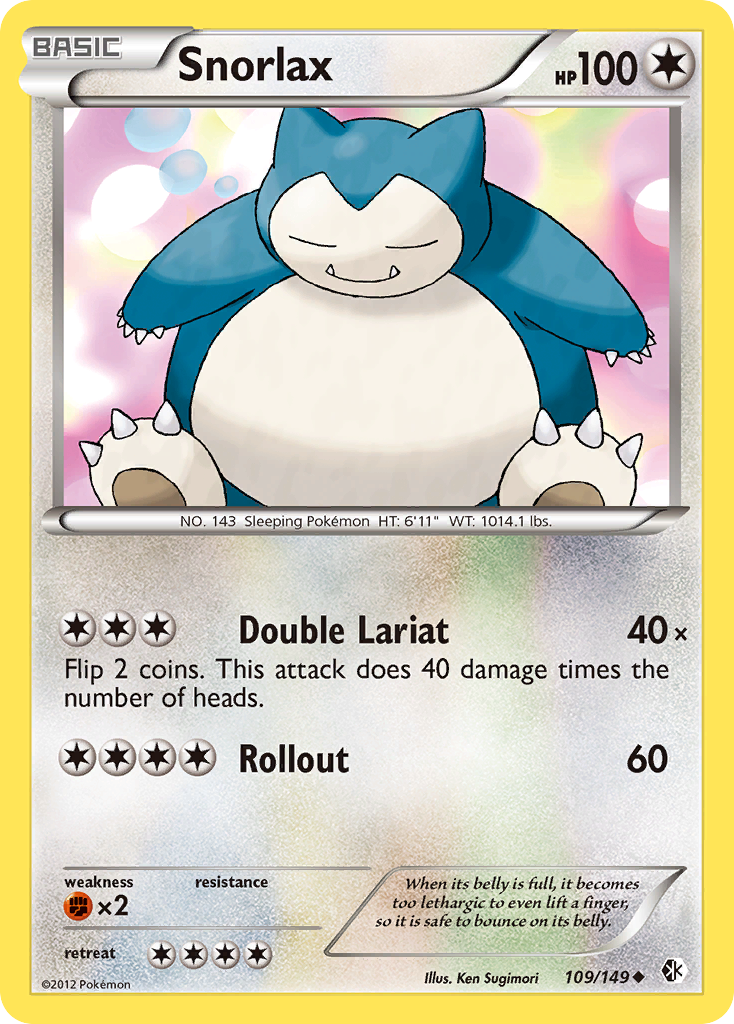 BASIC
Snorlax
HP100
NO. 143 Sleeping Pokémon HT: 6'11" WT: 1014.1 lbs.
Double Lariat 40×
Flip 2 coins. This attack does 40 damage times the
number of heads.
Rollout 60
weakness resistance
×2
retreat
When its belly is full, it becomes
too lethargic to even lift a finger,
so it is safe to bounce on its belly.
©2012 Pokémon
Illus. Ken Sugimori 109/149